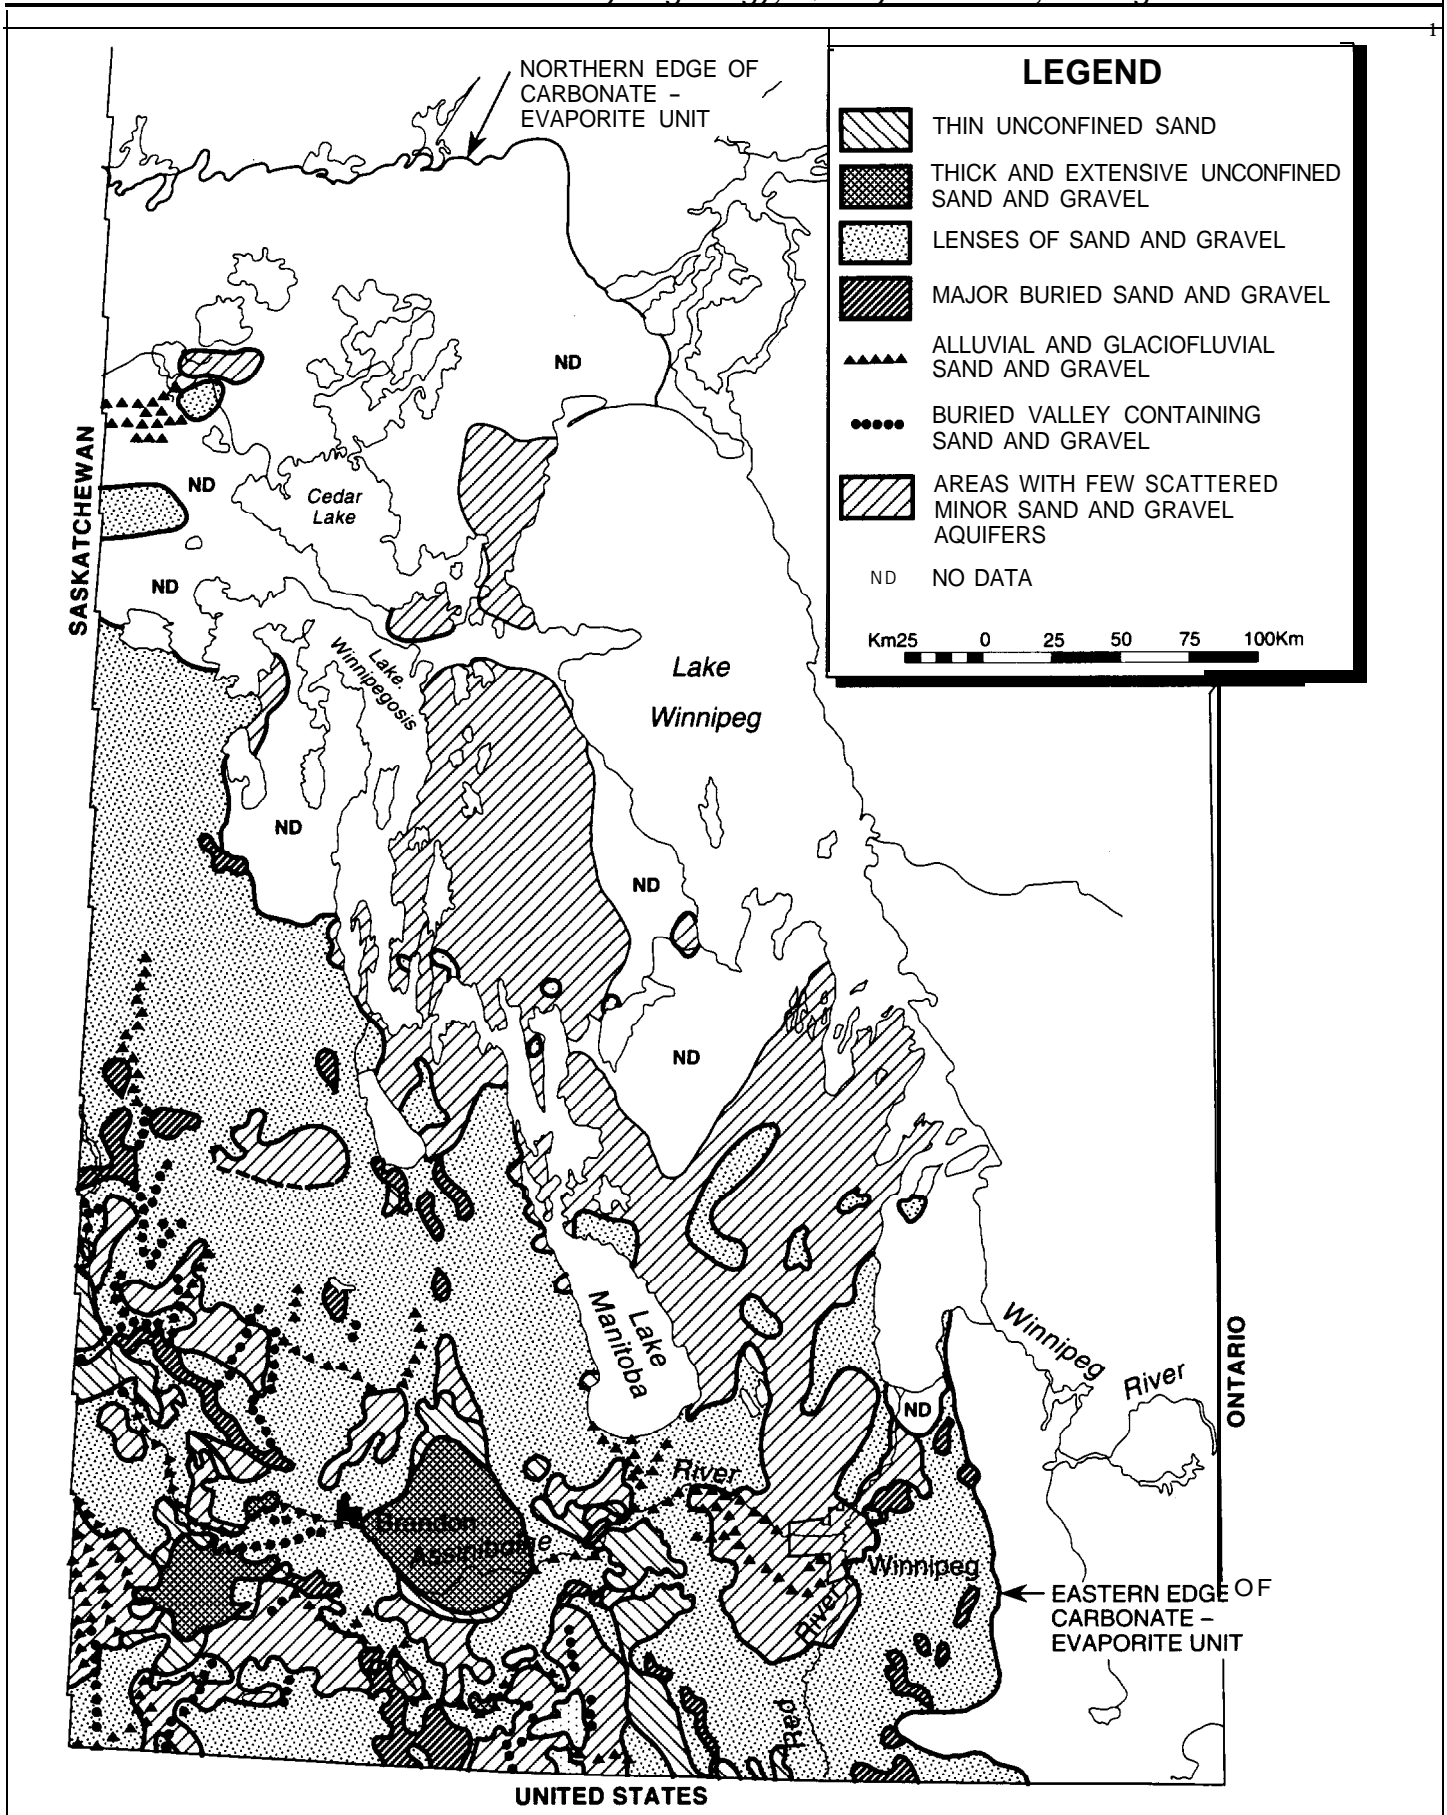 1
NORTHERN EDGE OF
CARBONATE –
EVAPORITE UNIT
LEGEND
THIN UNCONFINED SAND
THICK AND EXTENSIVE UNCONFINED
SAND AND GRAVEL
LENSES OF SAND AND GRAVEL
MAJOR BURIED SAND AND GRAVEL
ALLUVIAL AND GLACIOFLUVIAL
SAND AND GRAVEL
BURIED VALLEY CONTAINING
SAND AND GRAVEL
AREAS WITH FEW SCATTERED
MINOR SAND AND GRAVEL
AQUIFERS
ND NO DATA
Km25 0 25 50 75 100Km
ND
SASKATCHEWAN
ND
Cedar
Lake
ND
Lake.
Winnipegosis
Lake
Winnipeg
ND
ND
ND
Lake
Manitoba
Winnipeg
River
ONTARIO
ND
River
Brandon
Assiniboine
Winnipeg
River
EASTERN EDGE OF
CARBONATE –
EVAPORITE UNIT
Red
UNITED STATES